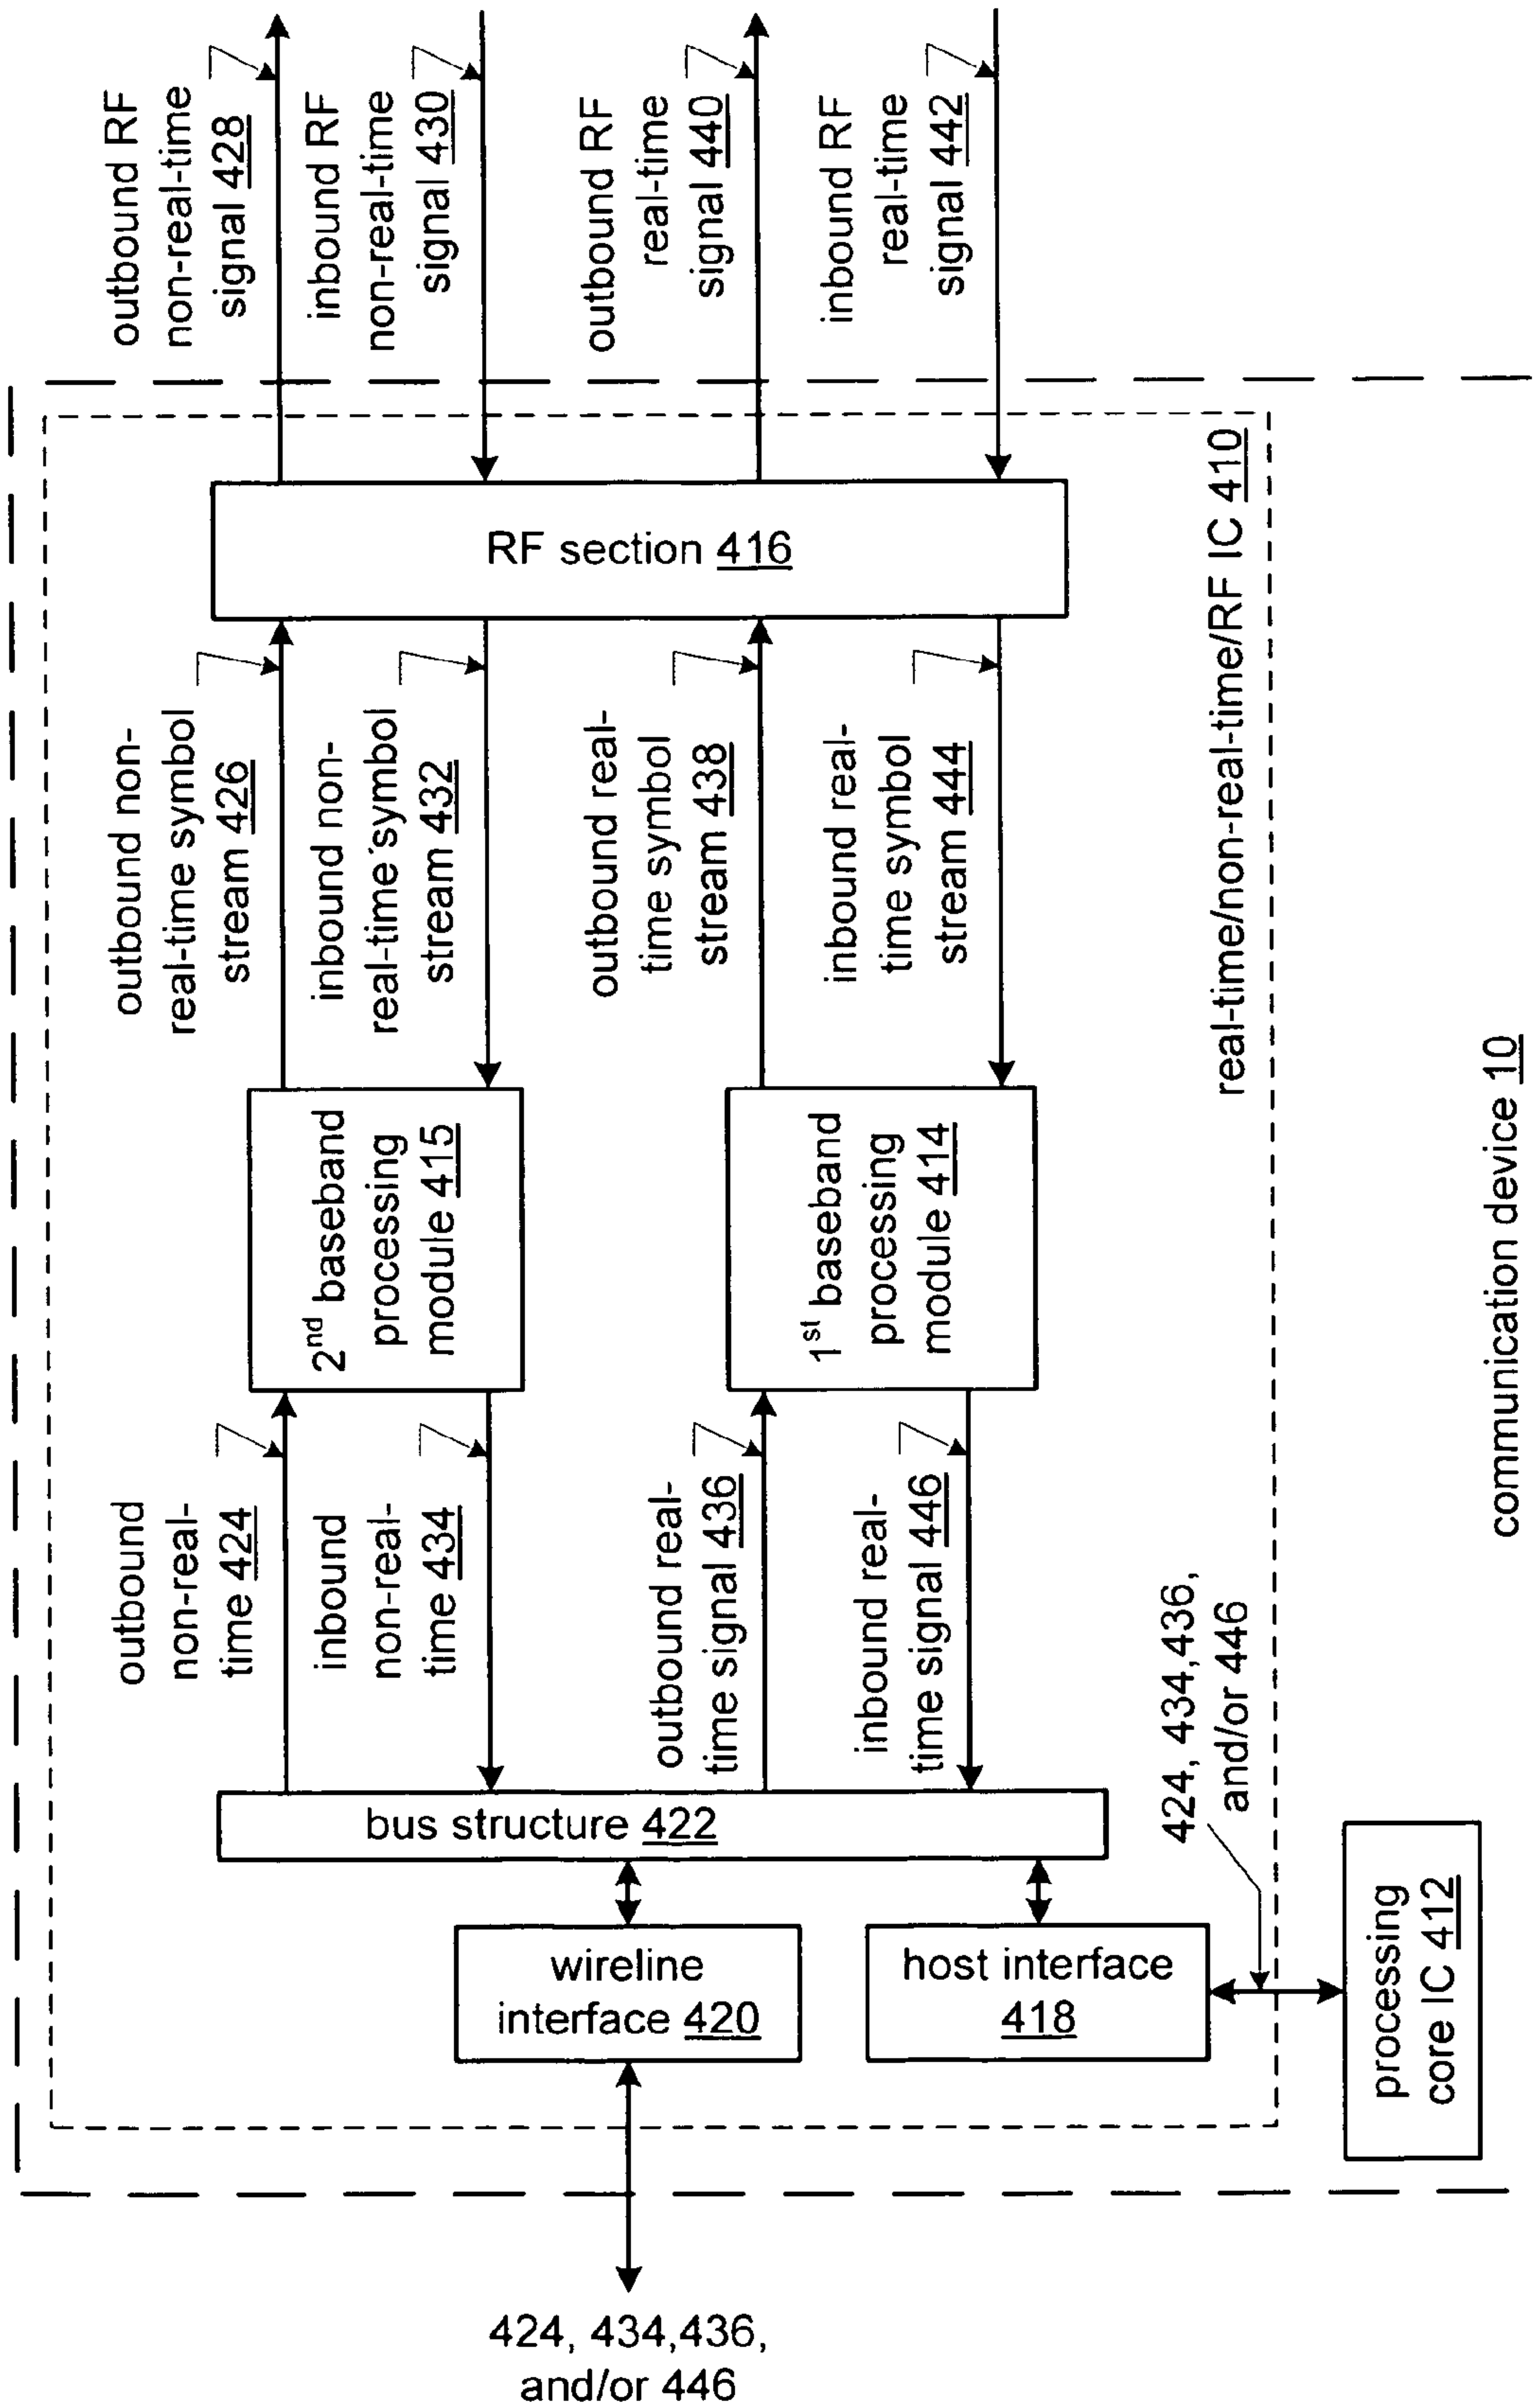 outbound RF
non-real-time
signal 428
inbound RF
non-real-time
signal 430
outbound RF
real-time
signal 440
inbound RF
real-time
signal 442
RF section 416
outbound non-
real-time symbol
stream 426
inbound non-
real-time symbol
stream 432
outbound real-
time symbol
stream 438
inbound real-
time symbol
stream 444
real-time/non-real-time/RF IC 410
2nd baseband
processing
module 415
1st baseband
processing
module 414
outbound
non-real-
time 424
inbound
non-real-
time 434
outbound real-
time signal 436
inbound real-
time signal 446
bus structure 422
wireline
interface 420
host interface
418
424, 434,436,
and/or 446
processing
core IC 412
424, 434,436,
and/or 446
communication device 10